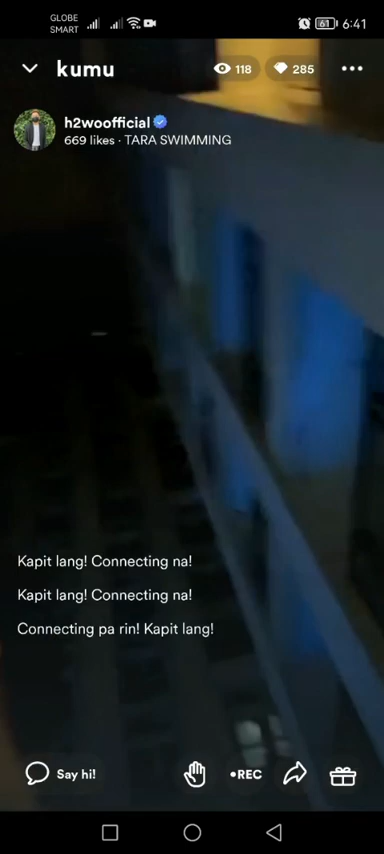 GLOBE
SMART
61 6:41
kumu
118
285
h2woofficial
669 likes · TARA SWIMMING
Kapit lang! Connecting na!
Kapit lang! Connecting na!
Connecting pa rin! Kapit lang!
Say hi!
•REC